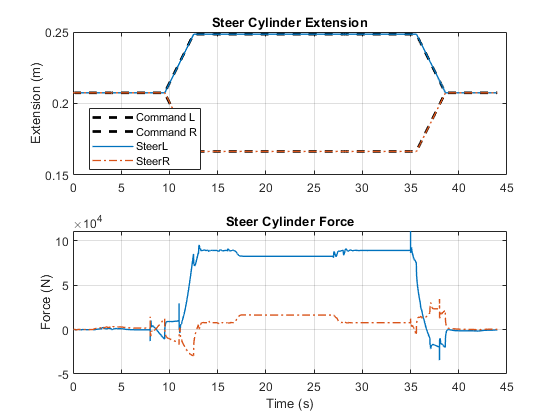 Steer Cylinder Extension
Extension (m)
0.25
0.2
0.15
Command L
Command R
SteerL
SteerR
0 5 10 15 20 25 30 35 40 45
Steer Cylinder Force
×10⁴
Force (N)
10
5
0
-5
0 5 10 15 20 25 30 35 40 45
Time (s)